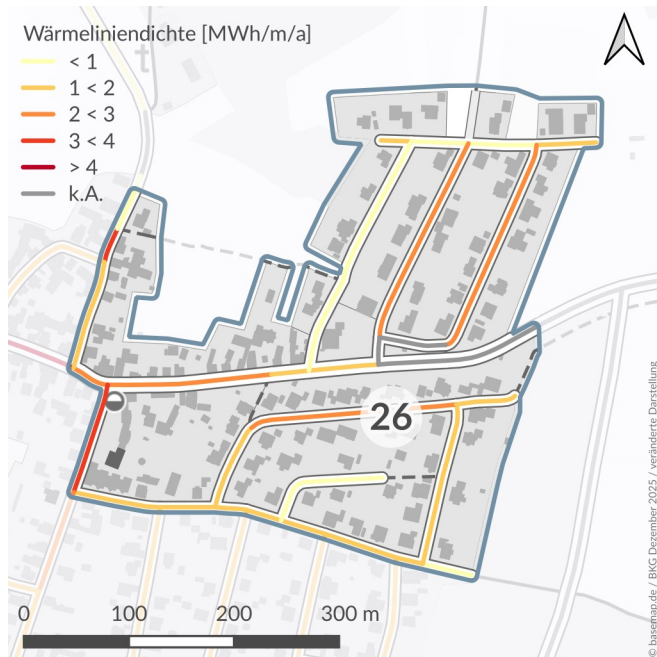 Wärmeliniendichte [MWh/m/a]
< 1
1 < 2
2 < 3
3 < 4
> 4
k.A.
26
0 100 200 300 m
© basemap.de / BKG Dezember 2025 / veränderte Darstellung